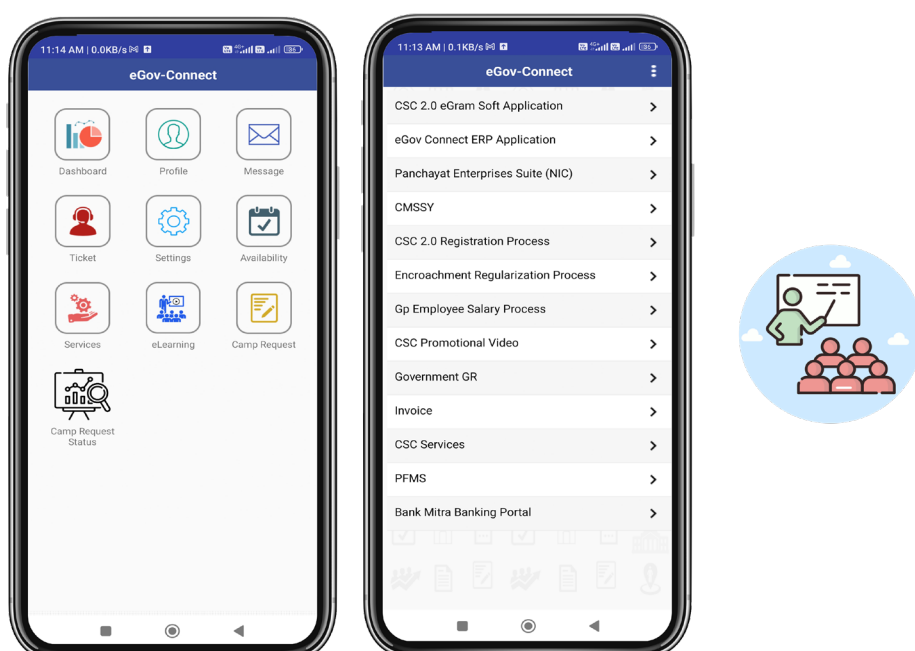 11:14 AM | 0.0KB/s
eGov-Connect
Dashboard
Profile
Message
Ticket
Settings
Availability
Services
eLearning
Camp Request
Camp Request
Status
11:13 AM | 0.1KB/s
eGov-Connect
CSC 2.0 eGram Soft Application
eGov Connect ERP Application
Panchayat Enterprises Suite (NIC)
CMSSY
CSC 2.0 Registration Process
Encroachment Regularization Process
Gp Employee Salary Process
CSC Promotional Video
Government GR
Invoice
CSC Services
PFMS
Bank Mitra Banking Portal